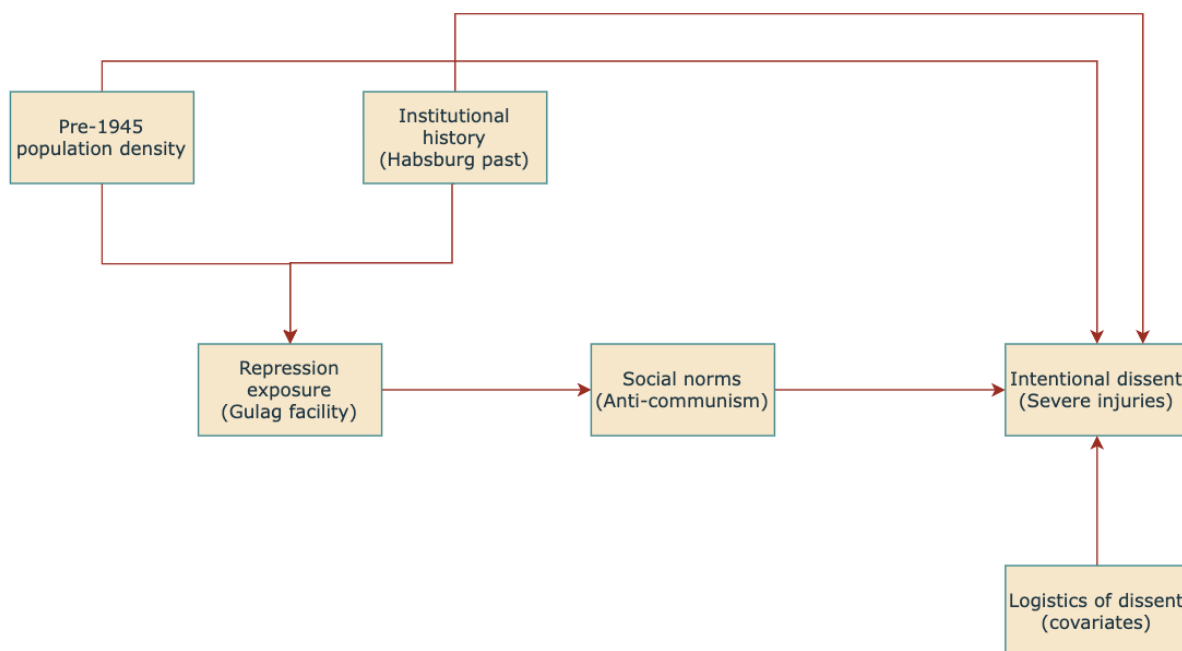 Pre-1945
population density
Institutional
history
(Habsburg past)
Repression
exposure
(Gulag facility)
Social norms
(Anti-communism)
Intentional dissent
(Severe injuries)
Logistics of dissent
(covariates)